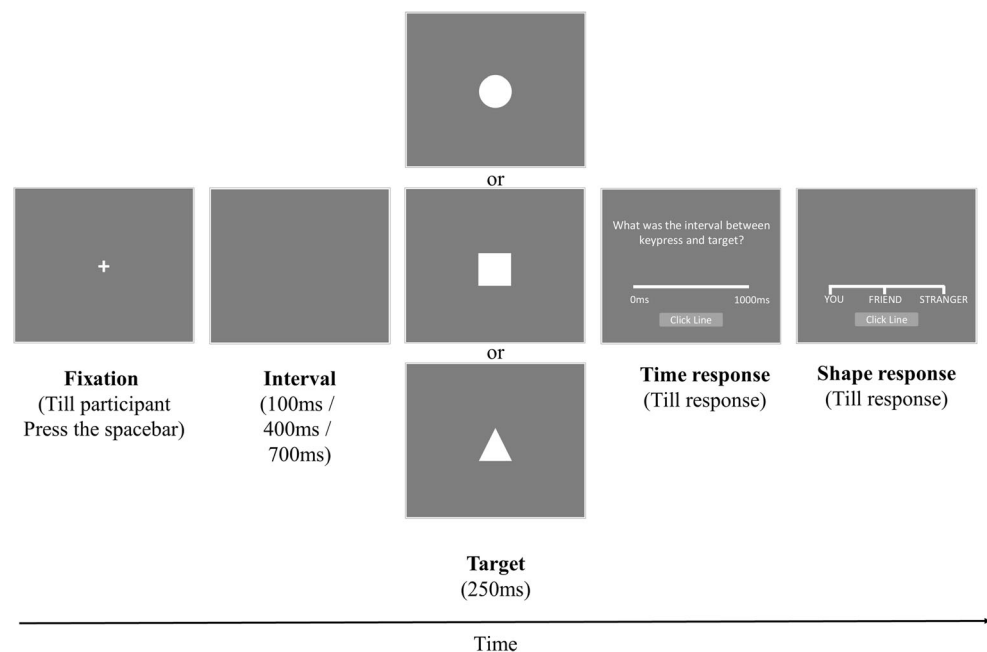 or
+
What was the interval between
keypress and target?
0ms 1000ms
Click Line
YOU FRIEND STRANGER
Click Line
or
Fixation
(Till participant
Press the spacebar)
Interval
(100ms /
400ms /
700ms)
Time response
(Till response)
Shape response
(Till response)
Target
(250ms)
Time